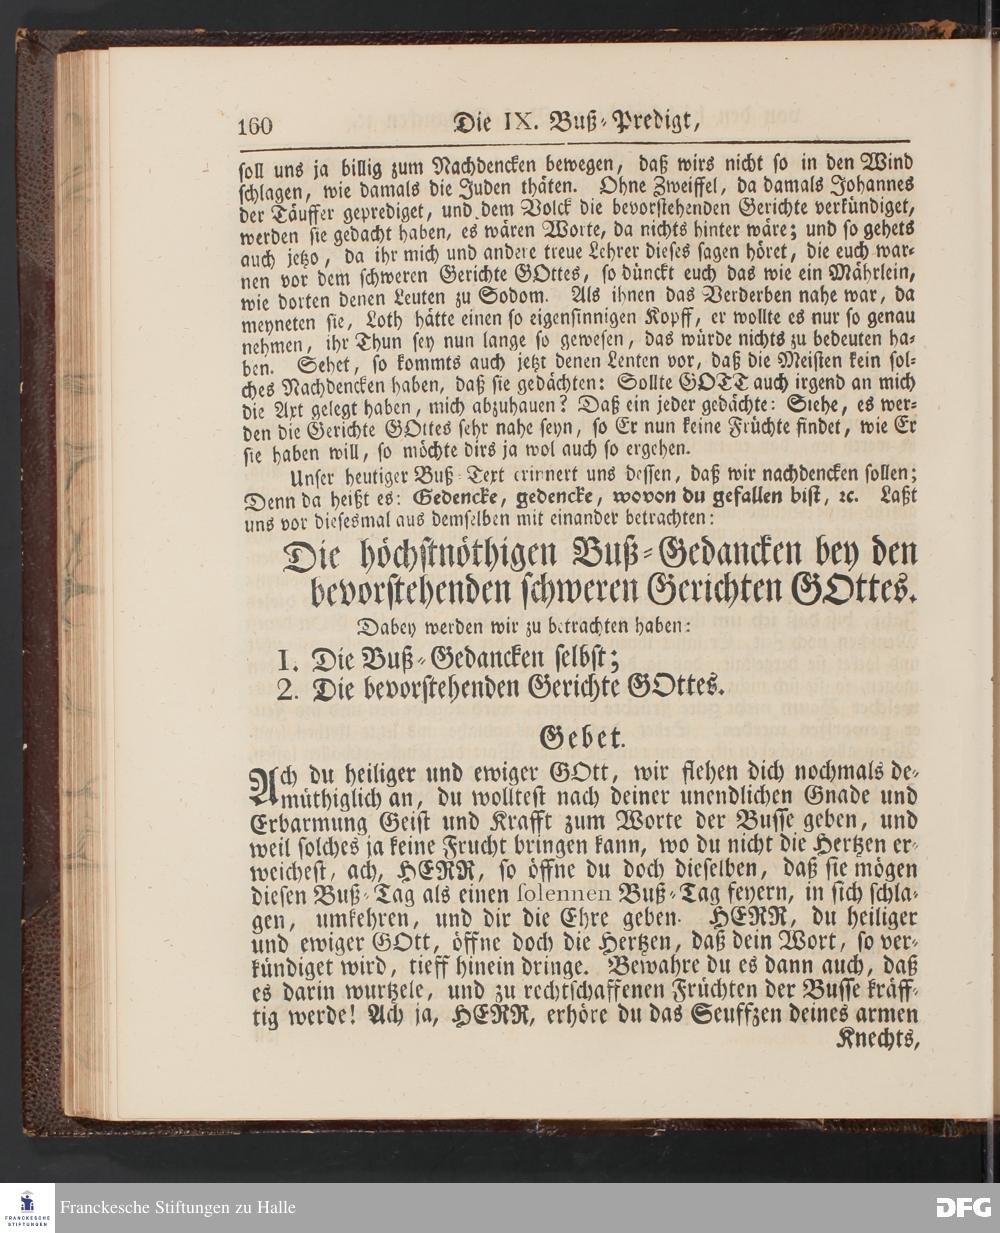 160
Die IX. Buß-Predigt,
soll uns ja billig zum Nachdencken bewegen, daß wirs nicht so in den Wind
schlagen, wie damals die Juden thäten. Ohne Zweiffel, da damals Johannes
der Täuffer geprediget, und dem Volck die bevorstehenden Gerichte verkündiget,
werden sie gedacht haben, es wären Worte, da nichts hinter wäre; und so gehets
auch jetzo, da ihr mich und andere treue Lehrer dieses sagen höret, die euch war-
nen vor dem schweren Gerichte GOttes, so dünckt euch das wie ein Mährlein,
wie dorten denen Leuten zu Sodom. Als ihnen das Verderben nahe war, da
meyneten sie, Loth hätte einen so eigensinnigen Kopff, er wollte es nur so genau
nehmen, ihr Thun sey nun lange so gewesen, das würde nichts zu bedeuten ha-
ben. Sehet, so kommts auch jetzt denen Lenten vor, daß die Meisten kein sol-
ches Nachdencken haben, daß sie gedächten: Sollte GOTT auch irgend an mich
die Axt gelegt haben, mich abzuhauen? Daß ein jeder gedächte: Siehe, es wer-
den die Gerichte GOttes sehr nahe seyn, so Er nun keine Früchte findet, wie Er
sie haben will, so möchte dirs ja wol auch so ergehen.
Unser heutiger Buß-Text erinnert uns dessen, daß wir nachdencken sollen;
Denn da heißt es: Gedencke, gedencke, wovon du gefallen bist, ꝛc. Laßt
uns vor diesesmal aus demselben mit einander betrachten:
Die höchstnöthigen Buß-Gedancken bey den
bevorstehenden schweren Gerichten GOttes.
Dabey werden wir zu betrachten haben:
1. Die Buß-Gedancken selbst;
2. Die bevorstehenden Gerichte GOttes.
Gebet.
Ach du heiliger und ewiger GOtt, wir flehen dich nochmals de-
müthiglich an, du wolltest nach deiner unendlichen Gnade und
Erbarmung Geist und Krafft zum Worte der Busse geben, und
weil solches ja keine Frucht bringen kann, wo du nicht die Hertzen er-
weichest, ach, HERR, so öffne du doch dieselben, daß sie mögen
diesen Buß-Tag als einen solennen Buß-Tag feyern, in sich schla-
gen, umkehren, und dir die Ehre geben. HERR, du heiliger
und ewiger GOtt, öffne doch die Hertzen, daß dein Wort, so ver-
kündiget wird, tieff hinein dringe. Bewahre du es dann auch, daß
es darin wurtzele, und zu rechtschaffenen Früchten der Busse kräff-
tig werde! Ach ja, HERR, erhöre du das Seuffzen deines armen
Knechts,
FRANCKESCHE
STIFTUNGEN
Franckesche Stiftungen zu Halle
DFG